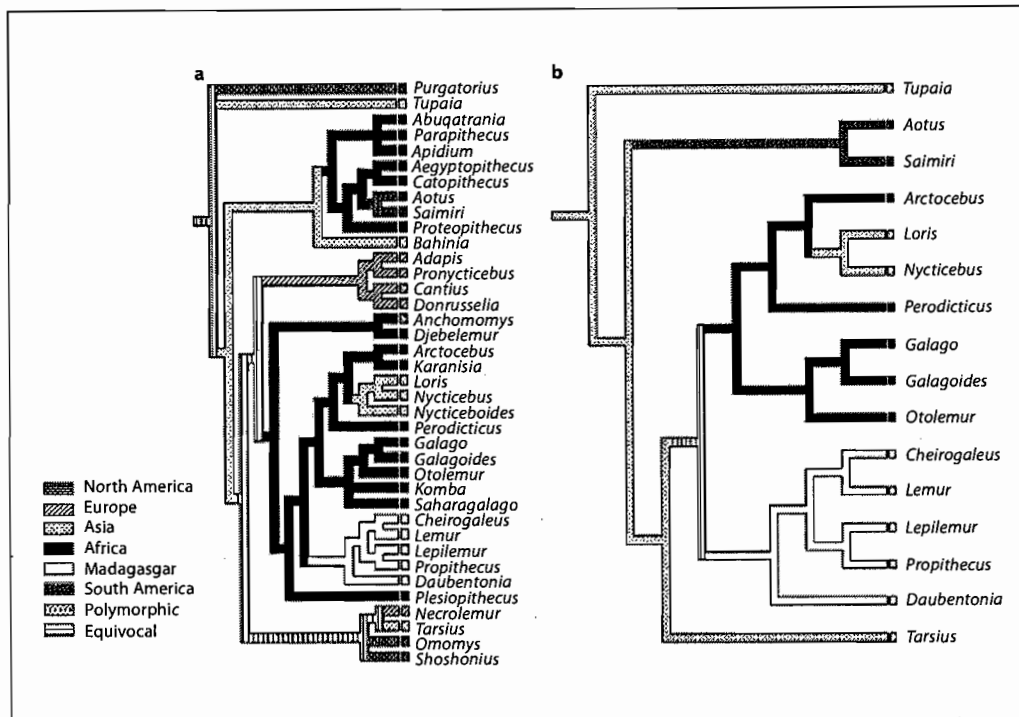 a
Purgatorius
Tupaia
Abuqatrania
Parapithecus
Apidium
Aegyptopithecus
Catopithecus
Aotus
Saimiri
Proteopithecus
Bahinia
Adapis
Pronycticebus
Cantius
Donrusselia
Anchomomys
Djebelemur
Arctocebus
Karanisia
Loris
Nycticebus
Nycticeboides
Perodicticus
Galago
Galagoides
Otolemur
Komba
Saharagalago
Cheirogaleus
Lemur
Lepilemur
Propithecus
Daubentonia
Plesiopithecus
Necrolemur
Tarsius
Omomys
Shoshonius
North America
Europe
Asia
Africa
Madagasgar
South America
Polymorphic
Equivocal
b
Tupaia
Aotus
Saimiri
Arctocebus
Loris
Nycticebus
Perodicticus
Galago
Galagoides
Otolemur
Cheirogaleus
Lemur
Lepilemur
Propithecus
Daubentonia
Tarsius